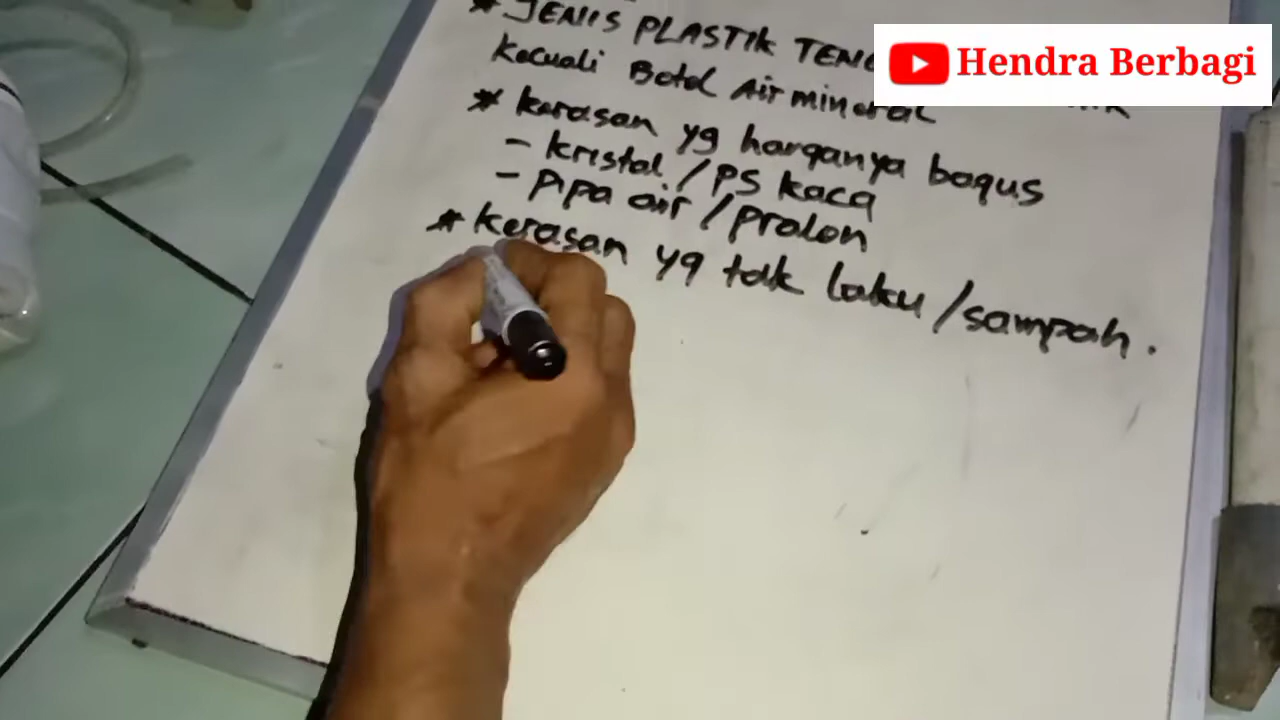 * JENIS PLASTIK TENG
Kecuali Botol Air mineral
* Kerasan yg harganya bagus
- kristal / PS kaca
- Pipa air / pralon
* Kerasan yg tdk laku / sampah.
Hendra Berbagi